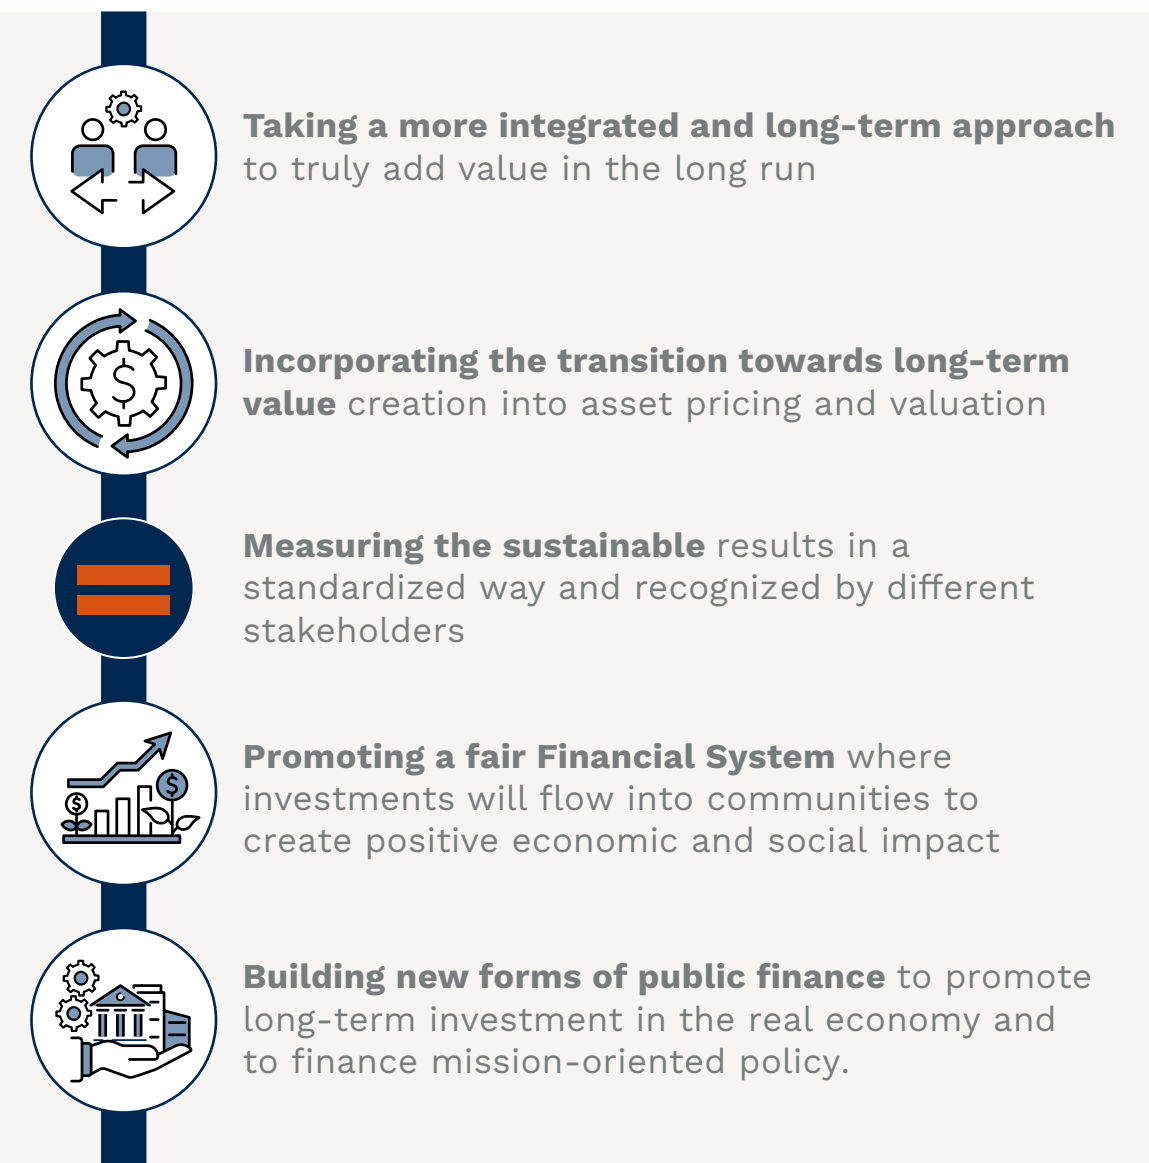 Taking a more integrated and long-term approach
to truly add value in the long run
Incorporating the transition towards long-term
value creation into asset pricing and valuation
Measuring the sustainable results in a
standardized way and recognized by different
stakeholders
Promoting a fair Financial System where
investments will flow into communities to
create positive economic and social impact
Building new forms of public finance to promote
long-term investment in the real economy and
to finance mission-oriented policy.